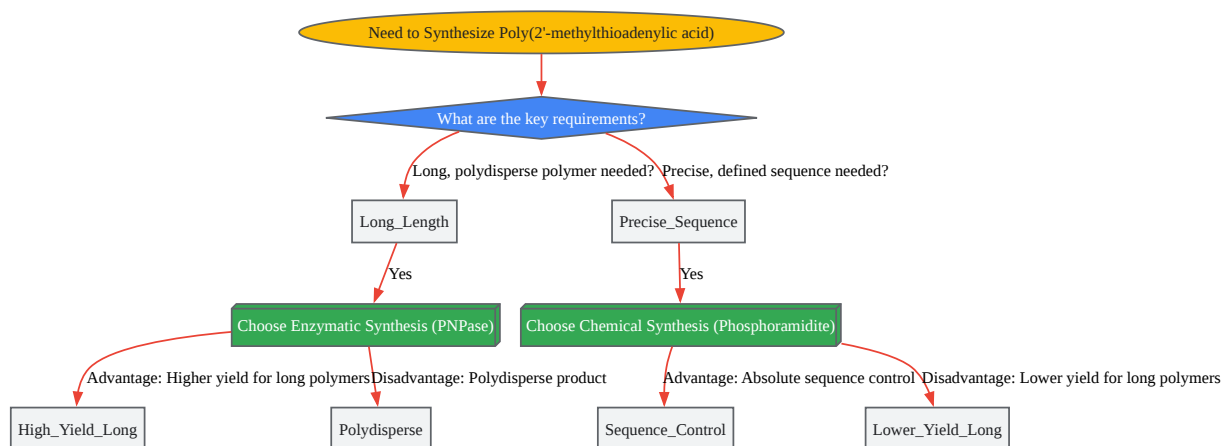 Need to Synthesize Poly(2'-methylthioadenylic acid)
What are the key requirements?
Long, polydisperse polymer needed?
Precise, defined sequence needed?
Long_Length
Precise_Sequence
Yes
Yes
Choose Enzymatic Synthesis (PNPase)
Choose Chemical Synthesis (Phosphoramidite)
Advantage: Higher yield for long polymers
Disadvantage: Polydisperse product
Advantage: Absolute sequence control
Disadvantage: Lower yield for long polymers
High_Yield_Long
Polydisperse
Sequence_Control
Lower_Yield_Long